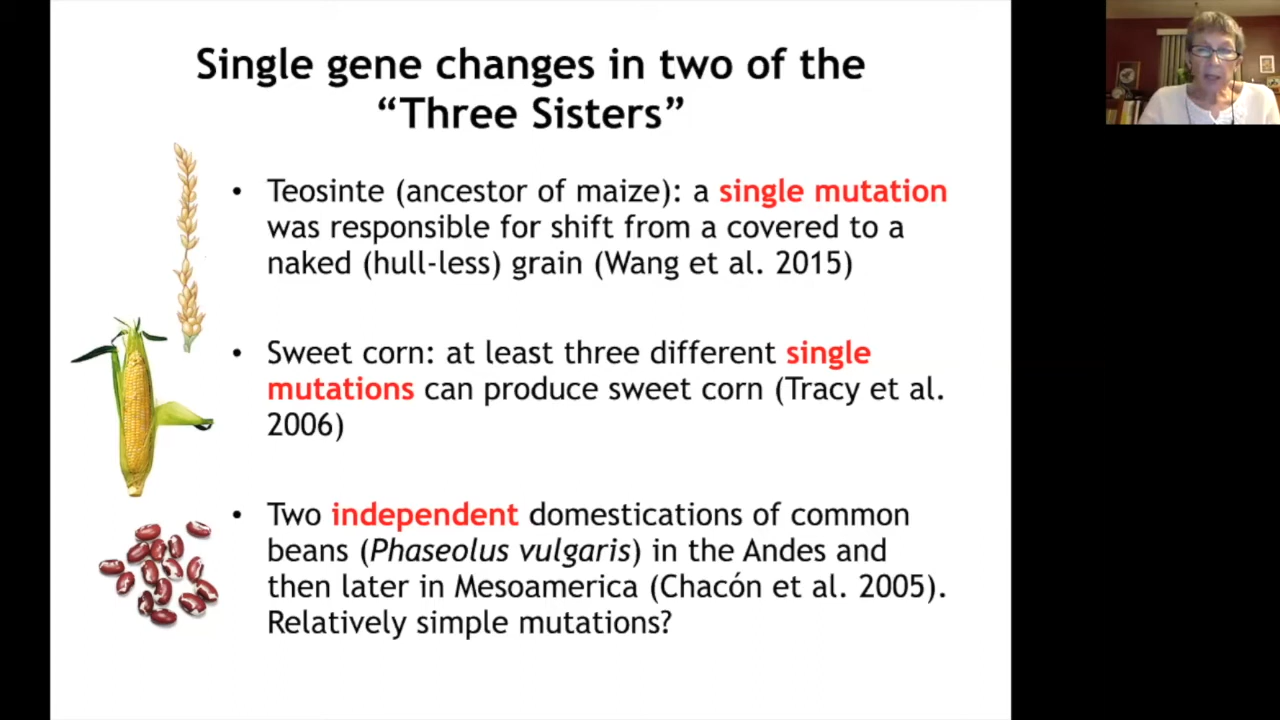 Single gene changes in two of the
“Three Sisters”
• Teosinte (ancestor of maize): a single mutation
was responsible for shift from a covered to a
naked (hull-less) grain (Wang et al. 2015)
• Sweet corn: at least three different single
mutations can produce sweet corn (Tracy et al.
2006)
• Two independent domestications of common
beans (Phaseolus vulgaris) in the Andes and
then later in Mesoamerica (Chacón et al. 2005).
Relatively simple mutations?